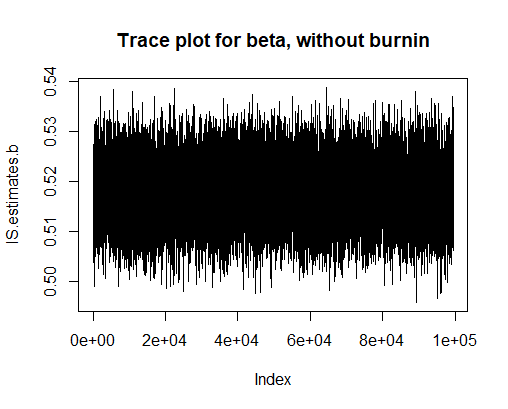 Trace plot for beta, without burnin
IS.estimates.b
0.54
0.53
0.52
0.51
0.50
0e+00 2e+04 4e+04 6e+04 8e+04 1e+05
Index